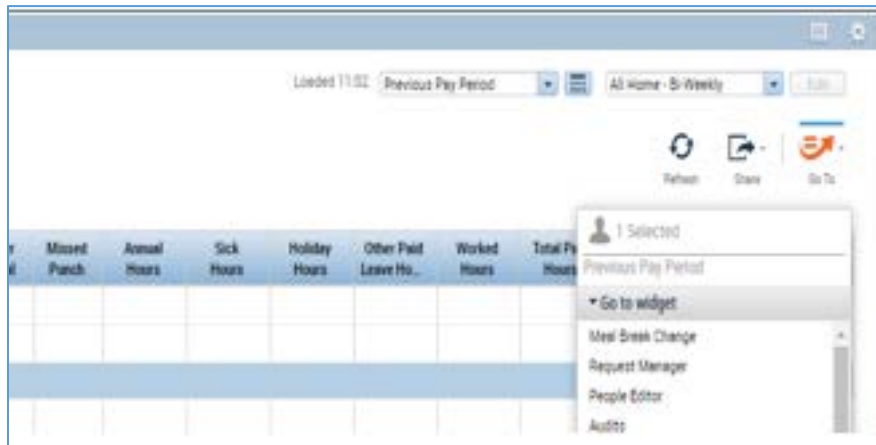 Loaded 11:02 Previous Pay Period All Home - Bi-Weekly Edit
Refresh Share Go To
1 Selected
Previous Pay Period
Go to widget
Meal Break Change
Request Manager
People Editor
Audits
Missed Punch
Annual Hours
Sick Hours
Holiday Hours
Other Paid Leave Ho...
Worked Hours
Total Hours